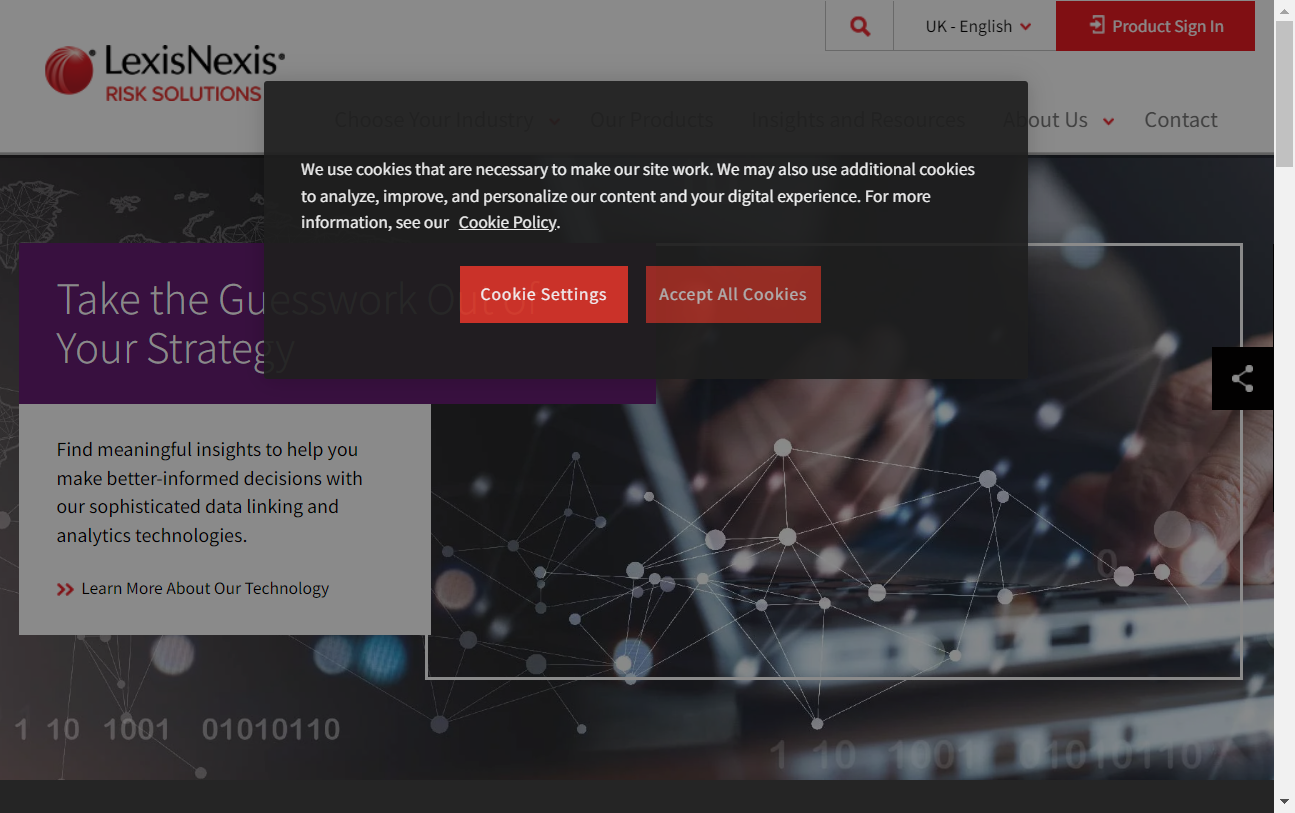 UK - English
Product Sign In
LexisNexis
RISK SOLUTIONS
Choose Your Industry
Our Products
Insights and Resources
About Us
Contact
We use cookies that are necessary to make our site work. We may also use additional cookies
to analyze, improve, and personalize our content and your digital experience. For more
information, see our Cookie Policy.
Cookie Settings
Accept All Cookies
Take the Guesswork Out of
Your Strategy
Find meaningful insights to help you
make better-informed decisions with
our sophisticated data linking and
analytics technologies.
Learn More About Our Technology
1 10 1001 01010110
1 10 1001 01010110